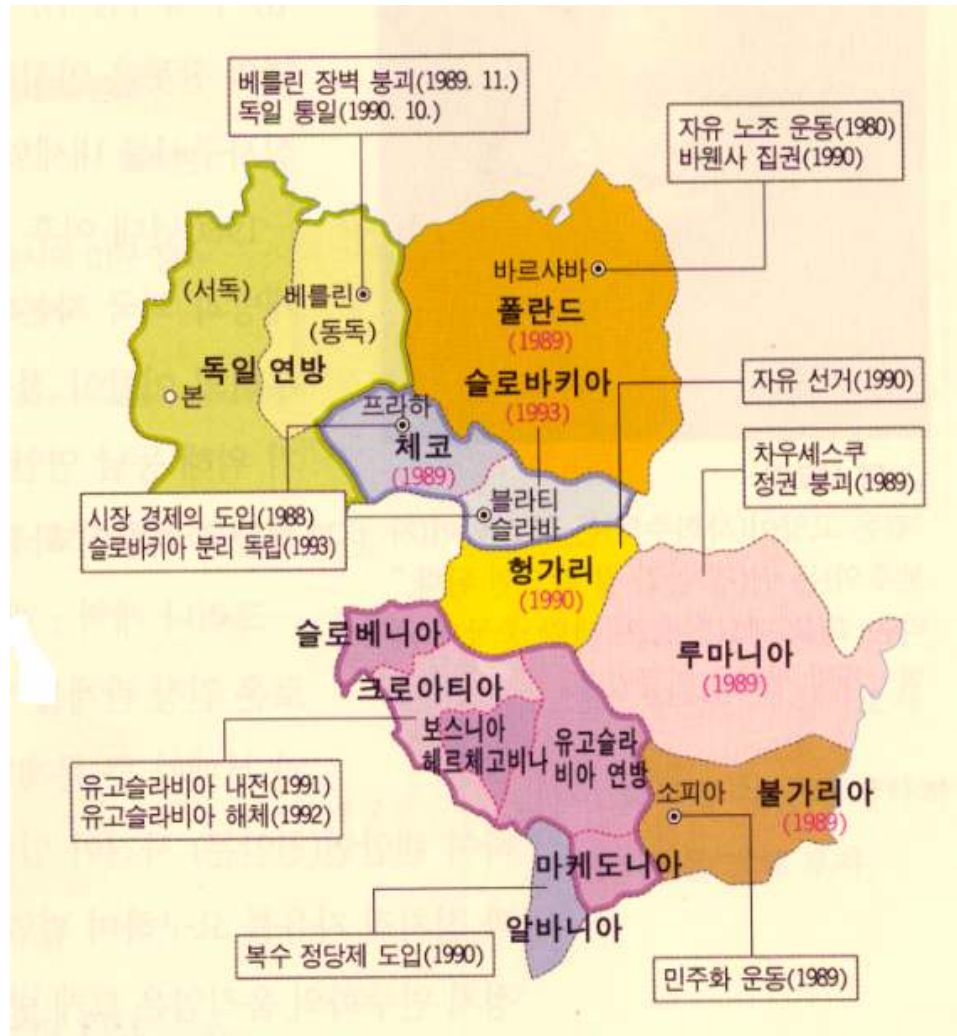 베를린 장벽 붕괴(1989. 11.)
독일 통일(1990. 10.)
자유 노조 운동(1980)
바웬사 집권(1990)
(서독)
베를린
(동독)
독일 연방
본
바르샤바
폴란드
(1989)
슬로바키아
(1993)
자유 선거(1990)
프라하
체코
(1989)
차우셰스쿠
정권 붕괴(1989)
블라티
슬라바
시장 경제의 도입(1988)
슬로바키아 분리 독립(1993)
헝가리
(1990)
슬로베니아
루마니아
(1989)
크로아티아
보스니아
헤르체고비나
유고슬라
비아 연방
유고슬라비아 내전(1991)
유고슬라비아 해체(1992)
소피아
불가리아
(1989)
마케도니아
알바니아
복수 정당제 도입(1990)
민주화 운동(1989)